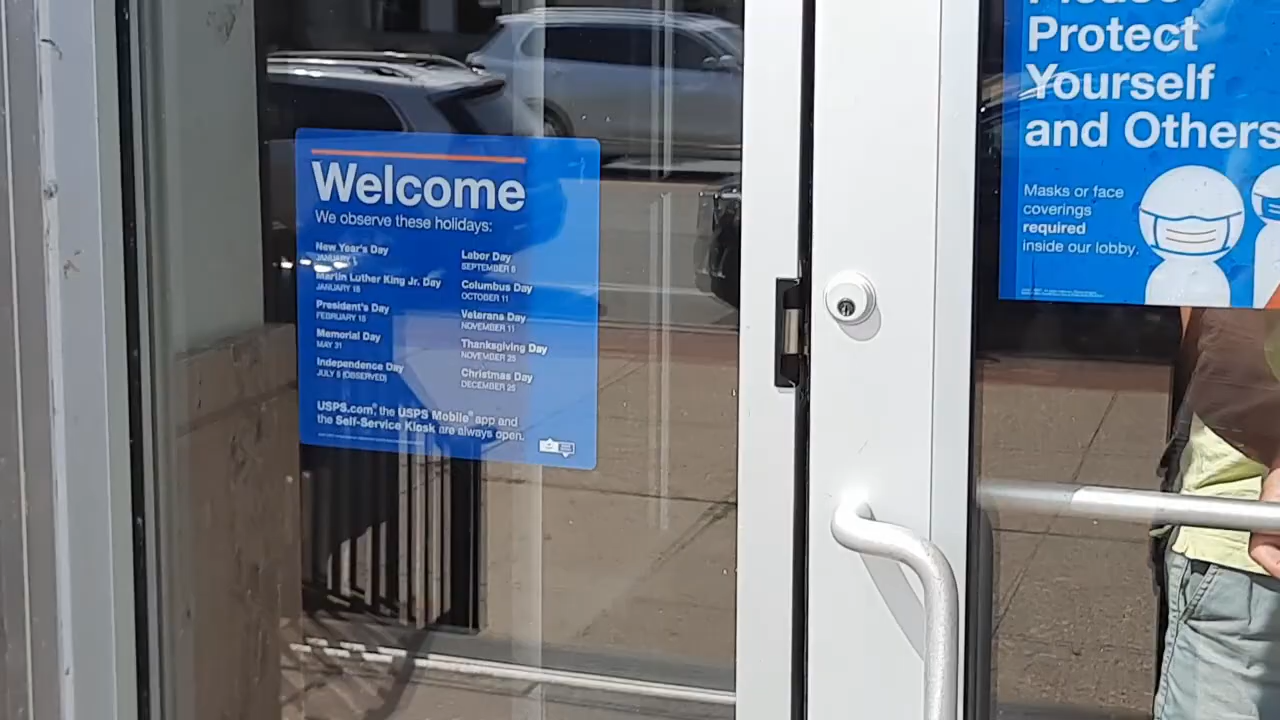 Welcome
We observe these holidays:
New Year's Day
JANUARY 1
Martin Luther King Jr. Day
JANUARY 18
President's Day
FEBRUARY 15
Memorial Day
MAY 31
Independence Day
JULY 5 (OBSERVED)
Labor Day
SEPTEMBER 6
Columbus Day
OCTOBER 11
Veterans Day
NOVEMBER 11
Thanksgiving Day
NOVEMBER 25
Christmas Day
DECEMBER 25
USPS.com®, the USPS Mobile® app and
the Self-Service Kiosk are always open.
Please
Protect
Yourself
and Others
Masks or face
coverings
required
inside our lobby.